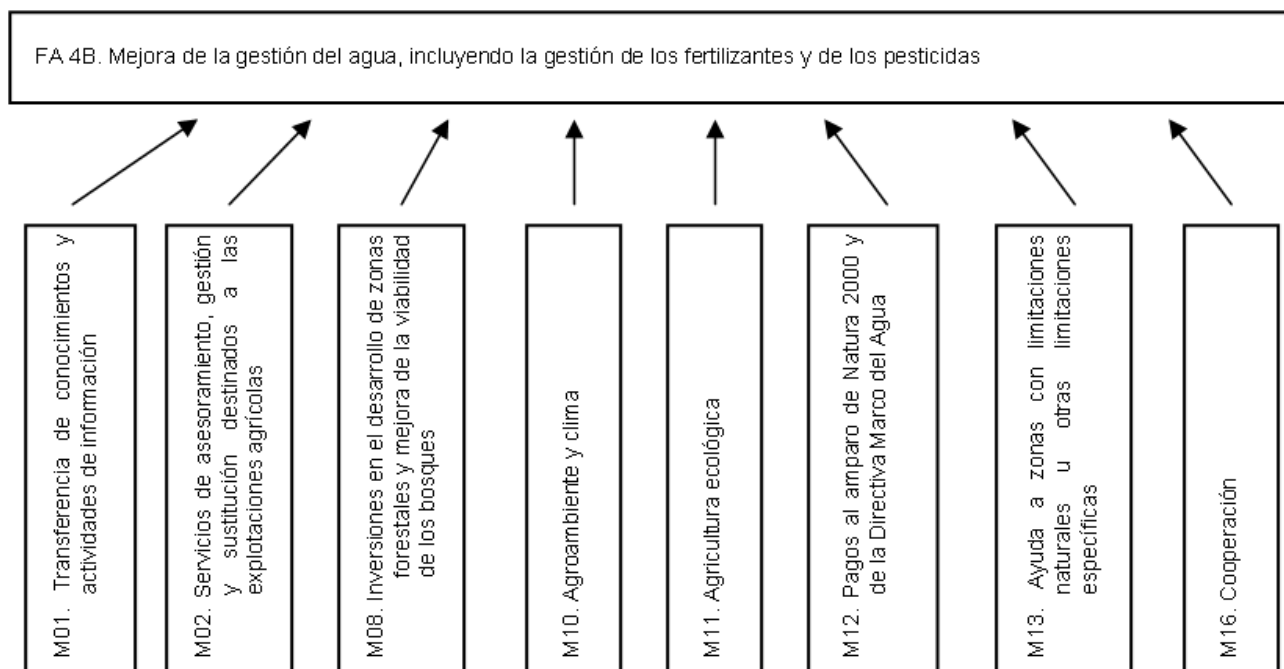 FA 4B. Mejora de la gestión del agua, incluyendo la gestión de los fertilizantes y de los pesticidas
M01. Transferencia de conocimientos y
actividades de información
M02. Servicios de asesoramiento, gestión
y sustitución destinados a las
explotaciones agrícolas
M08. Inversiones en el desarrollo de zonas
forestales y mejora de la viabilidad
de los bosques
M10. Agroambiente y clima
M11. Agricultura ecológica
M12. Pagos al amparo de Natura 2000 y
de la Directiva Marco del Agua
M13. Ayuda a zonas con limitaciones
naturales u otras limitaciones
específicas
M16. Cooperación